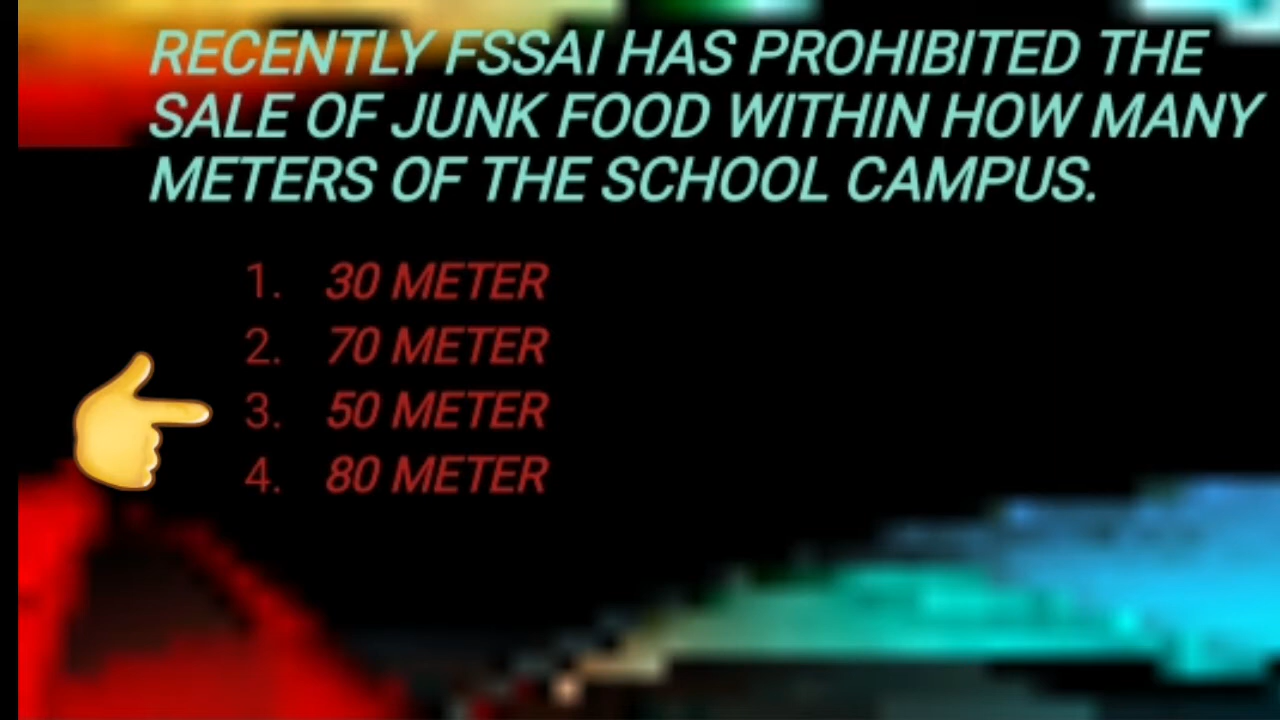 RECENTLY FSSAI HAS PROHIBITED THE
SALE OF JUNK FOOD WITHIN HOW MANY
METERS OF THE SCHOOL CAMPUS.
1. 30 METER
2. 70 METER
3. 50 METER
4. 80 METER